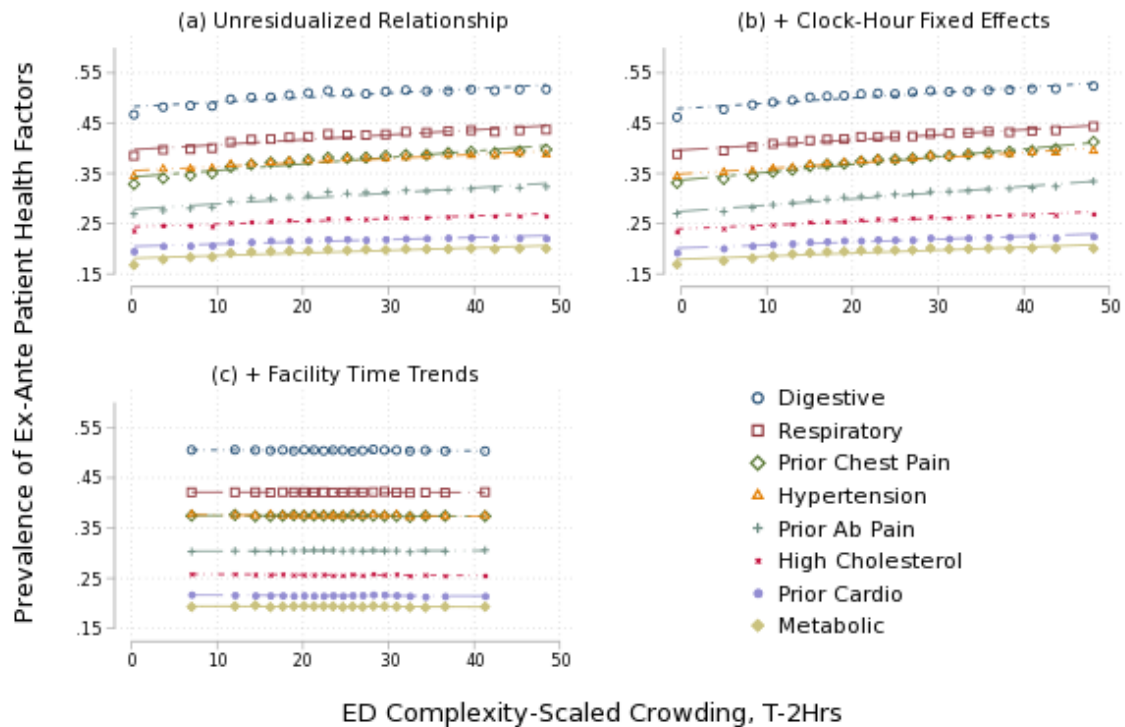 (a) Unresidualized Relationship
(b) + Clock-Hour Fixed Effects
Prevalence of Ex-Ante Patient Health Factors
.55
.45
.35
.25
.15
0 10 20 30 40 50
.55
.45
.35
.25
.15
0 10 20 30 40 50
(c) + Facility Time Trends
.55
.45
.35
.25
.15
0 10 20 30 40 50
Digestive
Respiratory
Prior Chest Pain
Hypertension
Prior Ab Pain
High Cholesterol
Prior Cardio
Metabolic
ED Complexity-Scaled Crowding, T-2Hrs